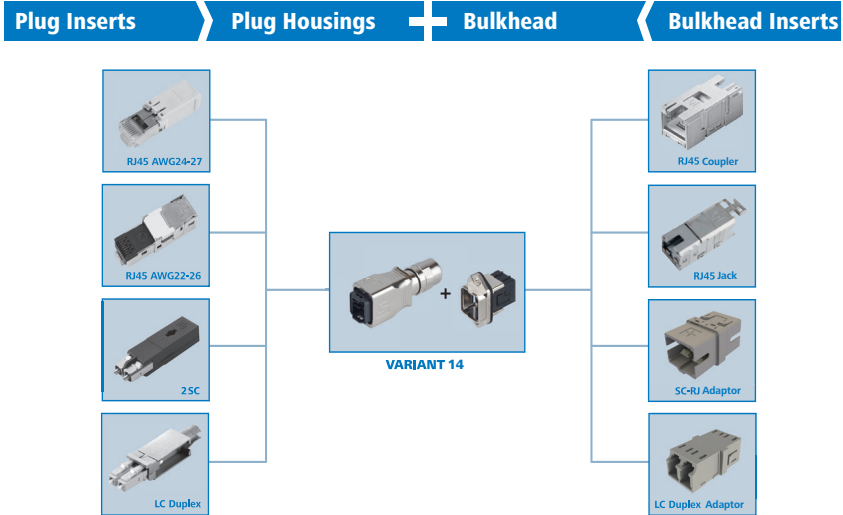 Plug Inserts
Plug Housings
Bulkhead
Bulkhead Inserts
RJ45 AWG24-27
RJ45 Coupler
RJ45 AWG22-26
RJ45 Jack
+
VARIANT 14
2 SC
SC-RJ Adaptor
LC Duplex
LC Duplex Adaptor